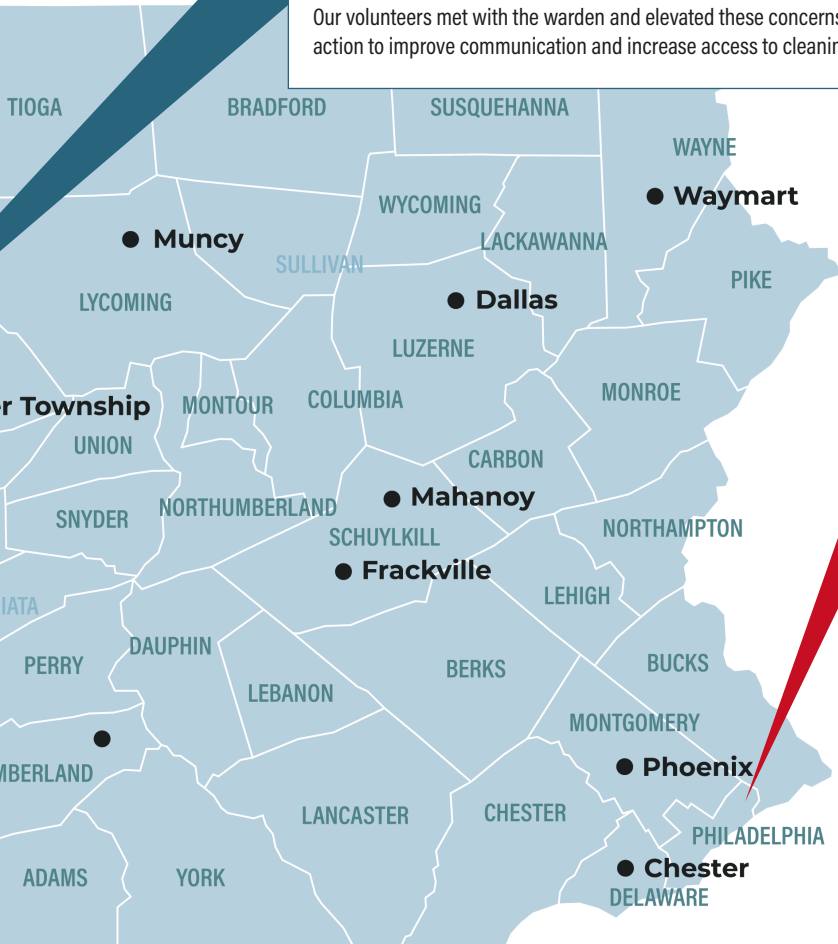 Our volunteers met with the warden and elevated these concerns
action to improve communication and increase access to
TIOGA
BRADFORD
SUSQUEHANNA
WAYNE
Waymart
WYCOMING
Muncy
LACKAWANNA
SULLIVAN
PIKE
LYCOMING
Dallas
LUZERNE
MONROE
COLUMBIA
MONTOUR
Township
UNION
CARBON
Mahanoy
NORTHUMBERLAND
SNYDER
NORTHAMPTON
SCHUYLKILL
Frackville
LEHIGH
DAUPHIN
PERRY
BUCKS
BERKS
LEBANON
MONTGOMERY
Phoenix
CHESTER
LANCASTER
PHILADELPHIA
Chester
ADAMS
YORK
DELAWARE